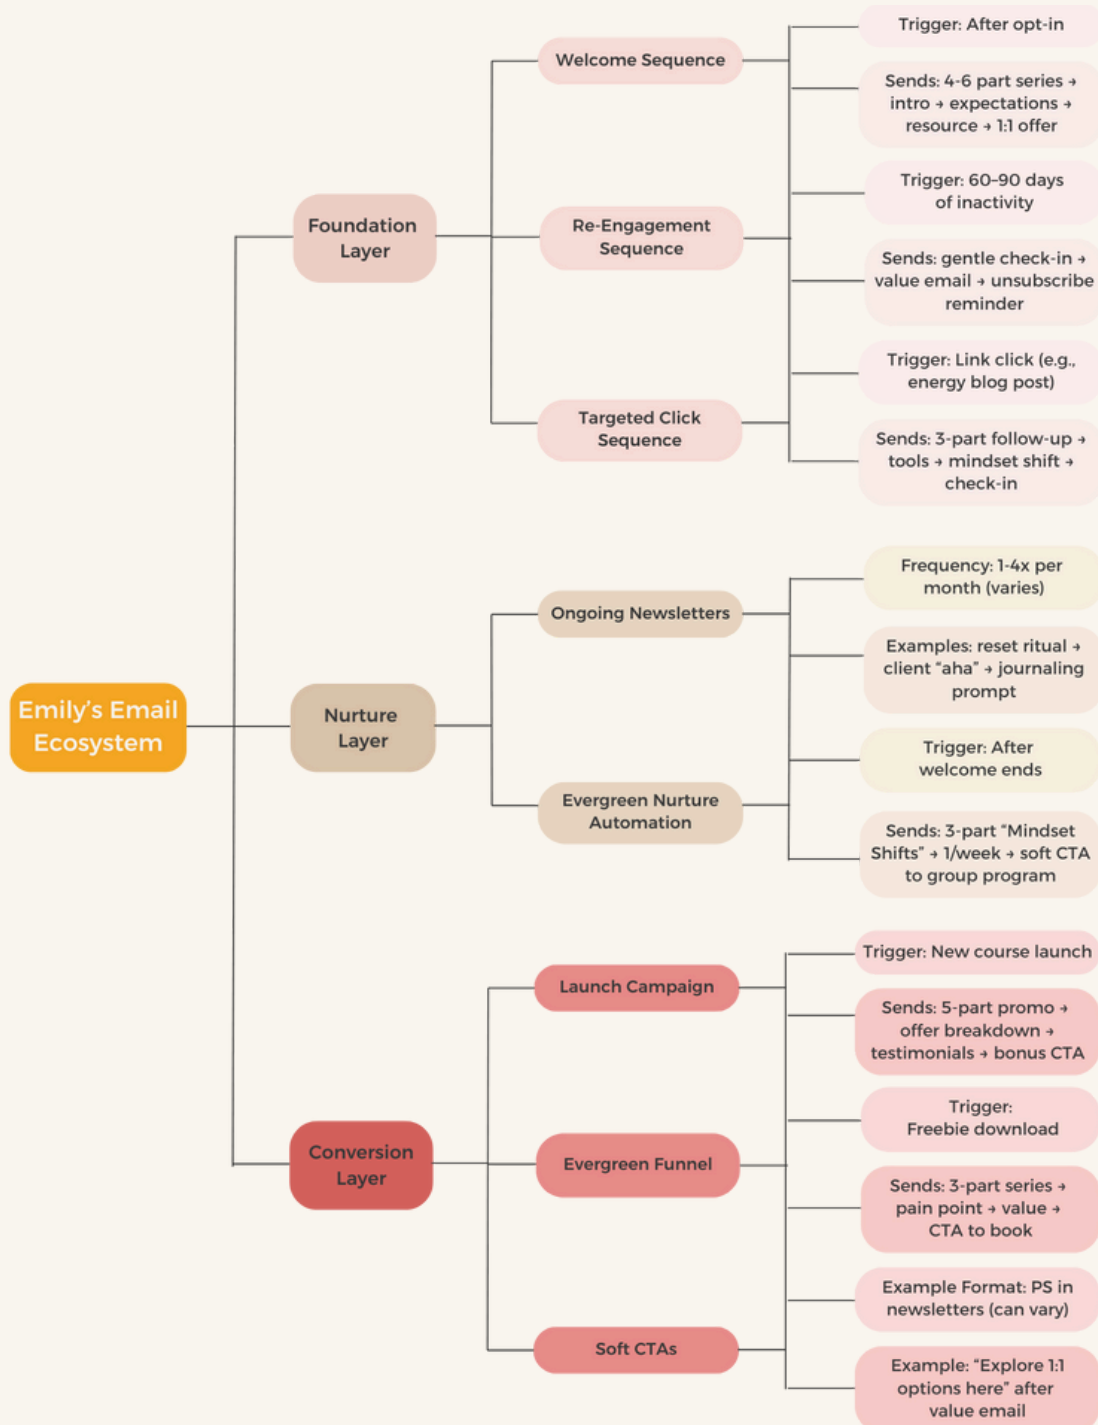 Emily's Email
Ecosystem
Foundation
Layer
Welcome Sequence
Trigger: After opt-in
Sends: 4-6 part series →
intro → expectations →
resource → 1:1 offer
Re-Engagement
Sequence
Trigger: 60–90 days
of inactivity
Sends: gentle check-in →
value email → unsubscribe
reminder
Targeted Click
Sequence
Trigger: Link click (e.g.,
energy blog post)
Sends: 3-part follow-up →
tools → mindset shift →
check-in
Nurture
Layer
Ongoing Newsletters
Frequency: 1-4x per
month (varies)
Examples: reset ritual →
client “aha” → journaling
prompt
Evergreen Nurture
Automation
Trigger: After
welcome ends
Sends: 3-part “Mindset
Shifts” → 1/week → soft CTA
to group program
Conversion
Layer
Launch Campaign
Trigger: New course launch
Sends: 5-part promo →
offer breakdown →
testimonials → bonus CTA
Evergreen Funnel
Trigger:
Freebie download
Sends: 3-part series →
pain point → value →
CTA to book
Soft CTAs
Example Format: PS in
newsletters (can vary)
Example: “Explore 1:1
options here” after
value email